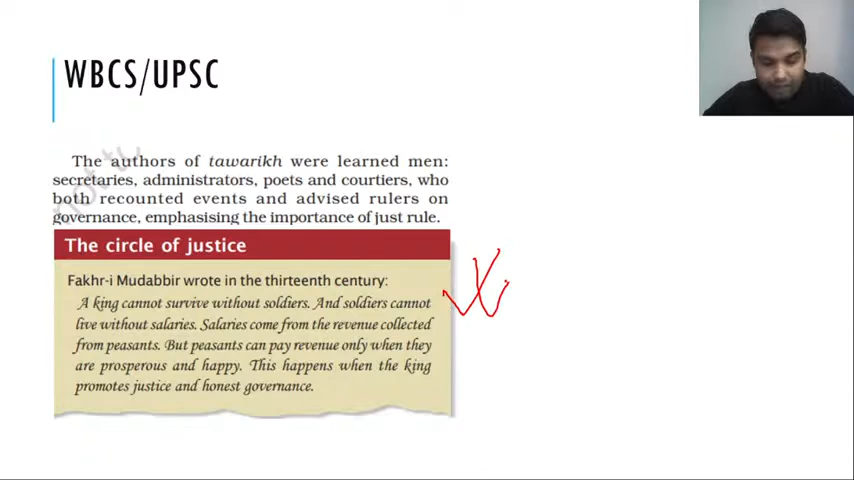 WBCS/UPSC
The authors of tawarikh were learned men:
secretaries, administrators, poets and courtiers, who
both recounted events and advised rulers on
governance, emphasising the importance of just rule.
The circle of justice
Fakhr-i Mudabbir wrote in the thirteenth century:
A king cannot survive without soldiers. And soldiers cannot
live without salaries. Salaries come from the revenue collected
from peasants. But peasants can pay revenue only when they
are prosperous and happy. This happens when the king
promotes justice and honest governance.
not to